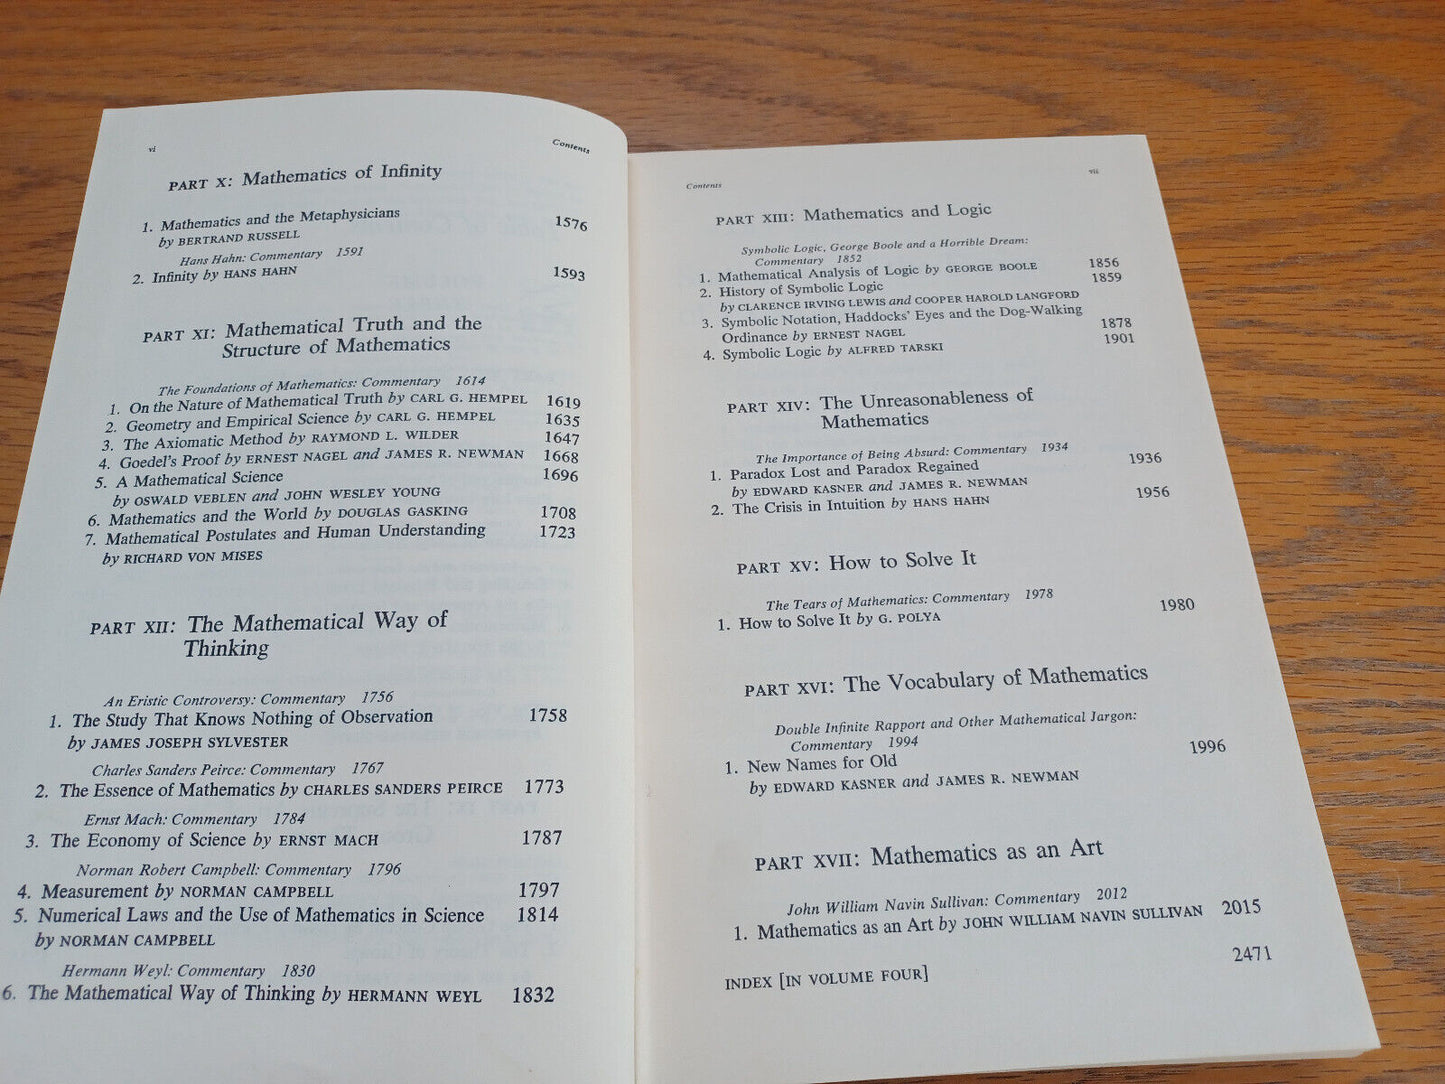 vi
Contents
PART X: Mathematics of Infinity
1. Mathematics and the Metaphysicians 1576
by BERTRAND RUSSELL
Hans Hahn: Commentary 1591
2. Infinity by HANS HAHN 1593
PART XI: Mathematical Truth and the
Structure of Mathematics
The Foundations of Mathematics: Commentary 1614
1. On the Nature of Mathematical Truth by CARL G. HEMPEL 1619
2. Geometry and Empirical Science by CARL G. HEMPEL 1635
3. The Axiomatic Method by RAYMOND L. WILDER 1647
4. Goedel's Proof by ERNEST NAGEL and JAMES R. NEWMAN 1668
5. A Mathematical Science 1696
by OSWALD VEBLEN and JOHN WESLEY YOUNG
6. Mathematics and the World by DOUGLAS GASKING 1708
7. Mathematical Postulates and Human Understanding 1723
by RICHARD VON MISES
PART XII: The Mathematical Way of
Thinking
An Eristic Controversy: Commentary 1756
1. The Study That Knows Nothing of Observation 1758
by JAMES JOSEPH SYLVESTER
Charles Sanders Peirce: Commentary 1767
2. The Essence of Mathematics by CHARLES SANDERS PEIRCE 1773
Ernst Mach: Commentary 1784
3. The Economy of Science by ERNST MACH 1787
Norman Robert Campbell: Commentary 1796
4. Measurement by NORMAN CAMPBELL 1797
5. Numerical Laws and the Use of Mathematics in Science 1814
by NORMAN CAMPBELL
Hermann Weyl: Commentary 1830
6. The Mathematical Way of Thinking by HERMANN WEYL 1832
Contents
vii
PART XIII: Mathematics and Logic
Symbolic Logic, George Boole and a Horrible Dream:
Commentary 1852
1. Mathematical Analysis of Logic by GEORGE BOOLE 1856
2. History of Symbolic Logic 1859
by CLARENCE IRVING LEWIS and COOPER HAROLD LANGFORD
3. Symbolic Notation, Haddocks' Eyes and the Dog-Walking
Ordinance by ERNEST NAGEL 1878
4. Symbolic Logic by ALFRED TARSKI 1901
PART XIV: The Unreasonableness of
Mathematics
The Importance of Being Absurd: Commentary 1934
1. Paradox Lost and Paradox Regained 1936
by EDWARD KASNER and JAMES R. NEWMAN
2. The Crisis in Intuition by HANS HAHN 1956
PART XV: How to Solve It
The Tears of Mathematics: Commentary 1978
1. How to Solve It by G. POLYA 1980
PART XVI: The Vocabulary of Mathematics
Double Infinite Rapport and Other Mathematical Jargon:
Commentary 1994
1. New Names for Old 1996
by EDWARD KASNER and JAMES R. NEWMAN
PART XVII: Mathematics as an Art
John William Navin Sullivan: Commentary 2012
1. Mathematics as an Art by JOHN WILLIAM NAVIN SULLIVAN 2015
INDEX [IN VOLUME FOUR] 2471